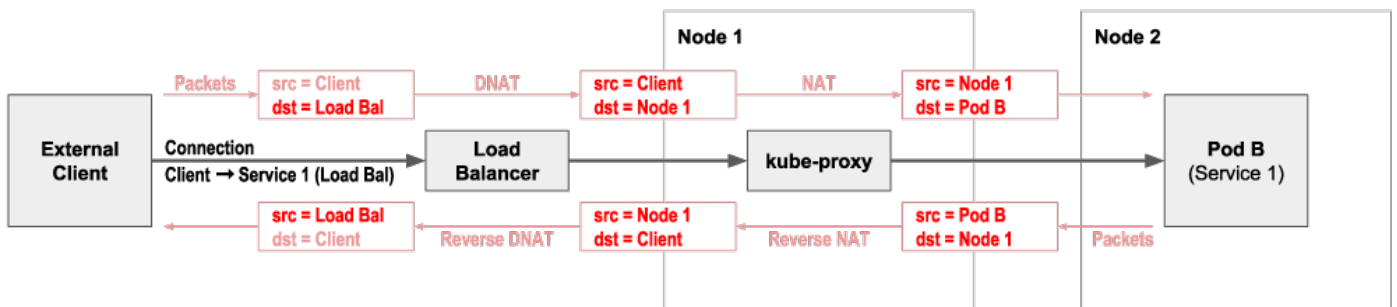 Node 1
Node 2
Packets
src = Client
dst = Load Bal
DNAT
src = Client
dst = Node 1
NAT
src = Node 1
dst = Pod B
External
Client
Connection
Client → Service 1 (Load Bal)
Load
Balancer
kube-proxy
Pod B
(Service 1)
src = Load Bal
dst = Client
Reverse DNAT
src = Node 1
dst = Client
Reverse NAT
src = Pod B
dst = Node 1
Packets